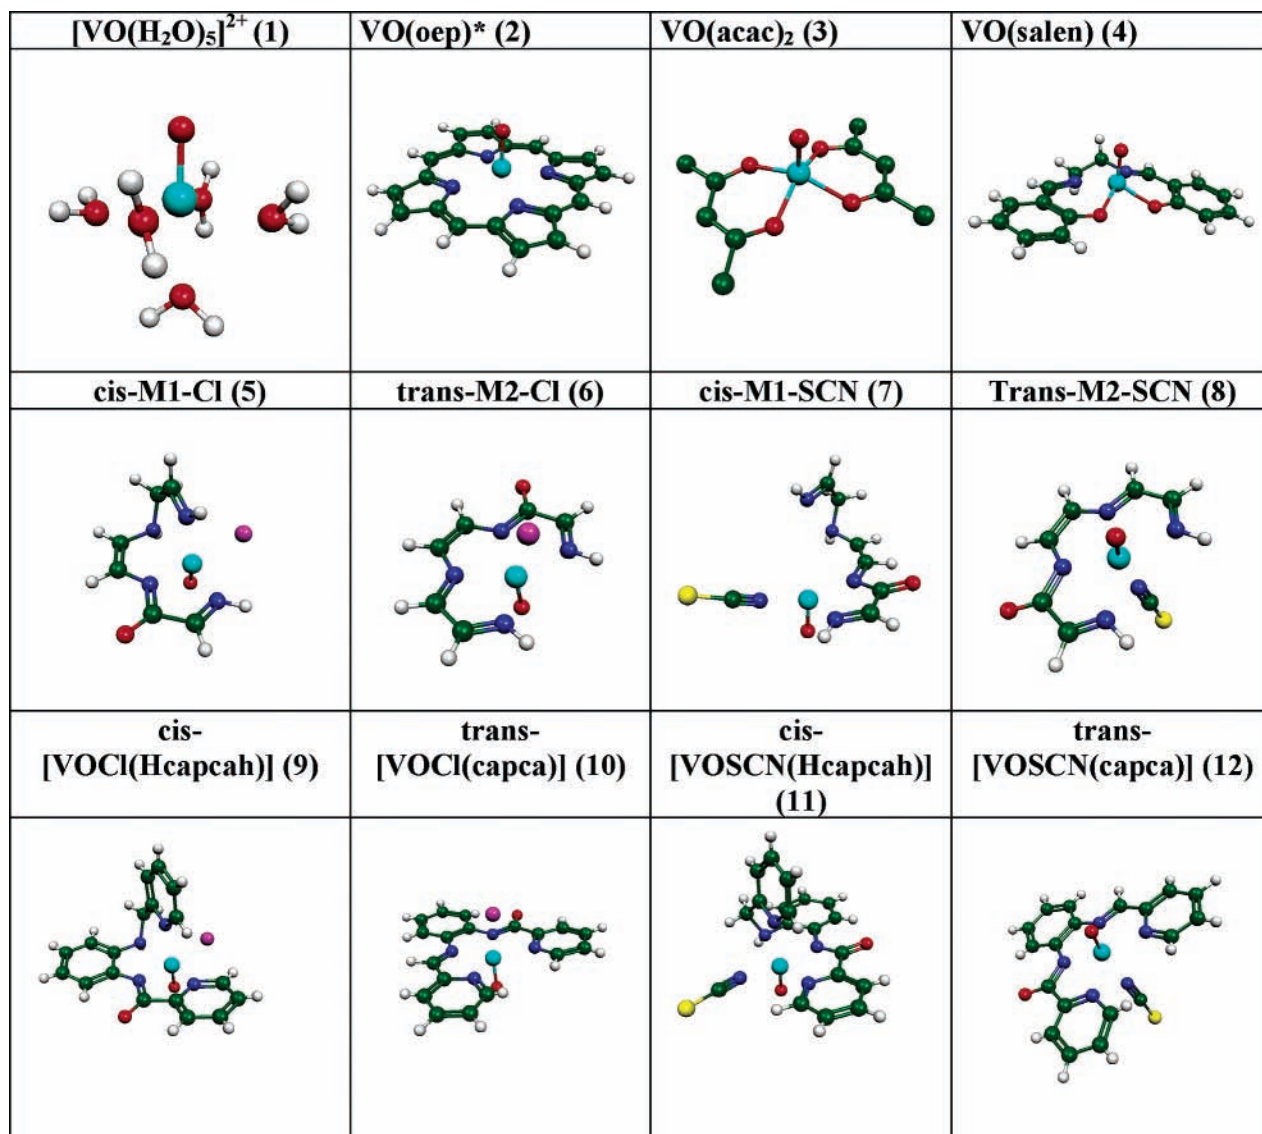 [VO(H₂O)₅]²⁺ (1)
VO(oep)* (2)
VO(acac)₂ (3)
VO(salen) (4)
cis-M1-Cl (5)
trans-M2-Cl (6)
cis-M1-SCN (7)
Trans-M2-SCN (8)
cis-
[VOCl(Hcapcah)] (9)
trans-
[VOCl(capca)] (10)
cis-
[VOSCN(Hcapcah)]
(11)
trans-
[VOSCN(capca)] (12)